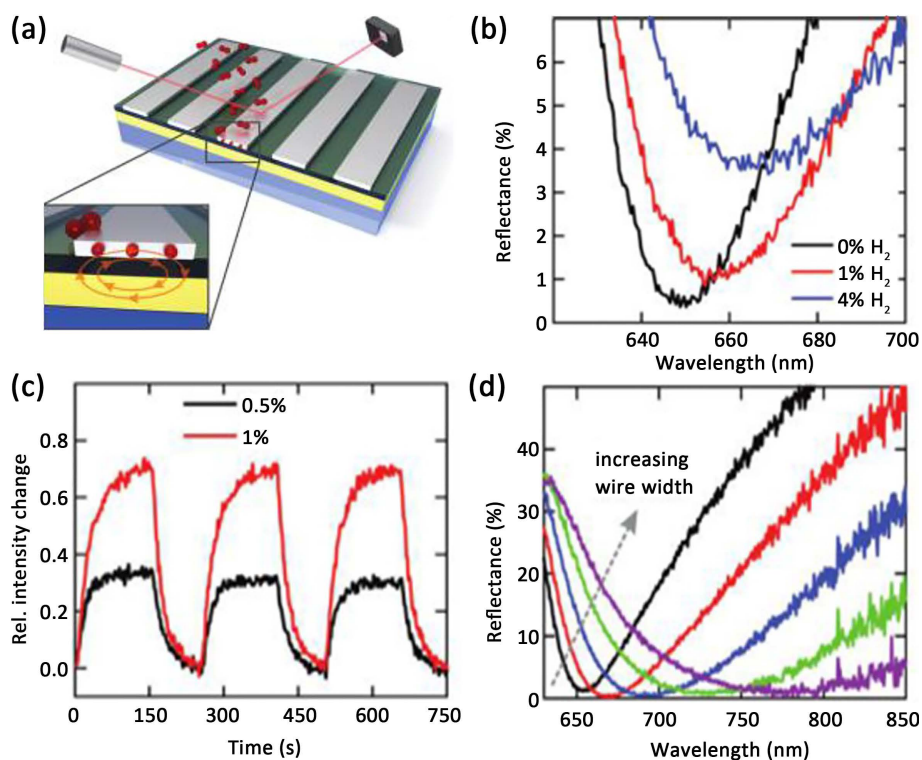 (a)
(b)
Reflectance (%)
6
5
4
3
2
1
0
0% H2
1% H2
4% H2
640 660 680 700
Wavelength (nm)
(c)
Rel. intensity change
0.8
0.6
0.4
0.2
0.0
0.5%
1%
0 150 300 450 600 750
Time (s)
(d)
Reflectance (%)
40
30
20
10
0
increasing
wire width
650 700 750 800 850
Wavelength (nm)